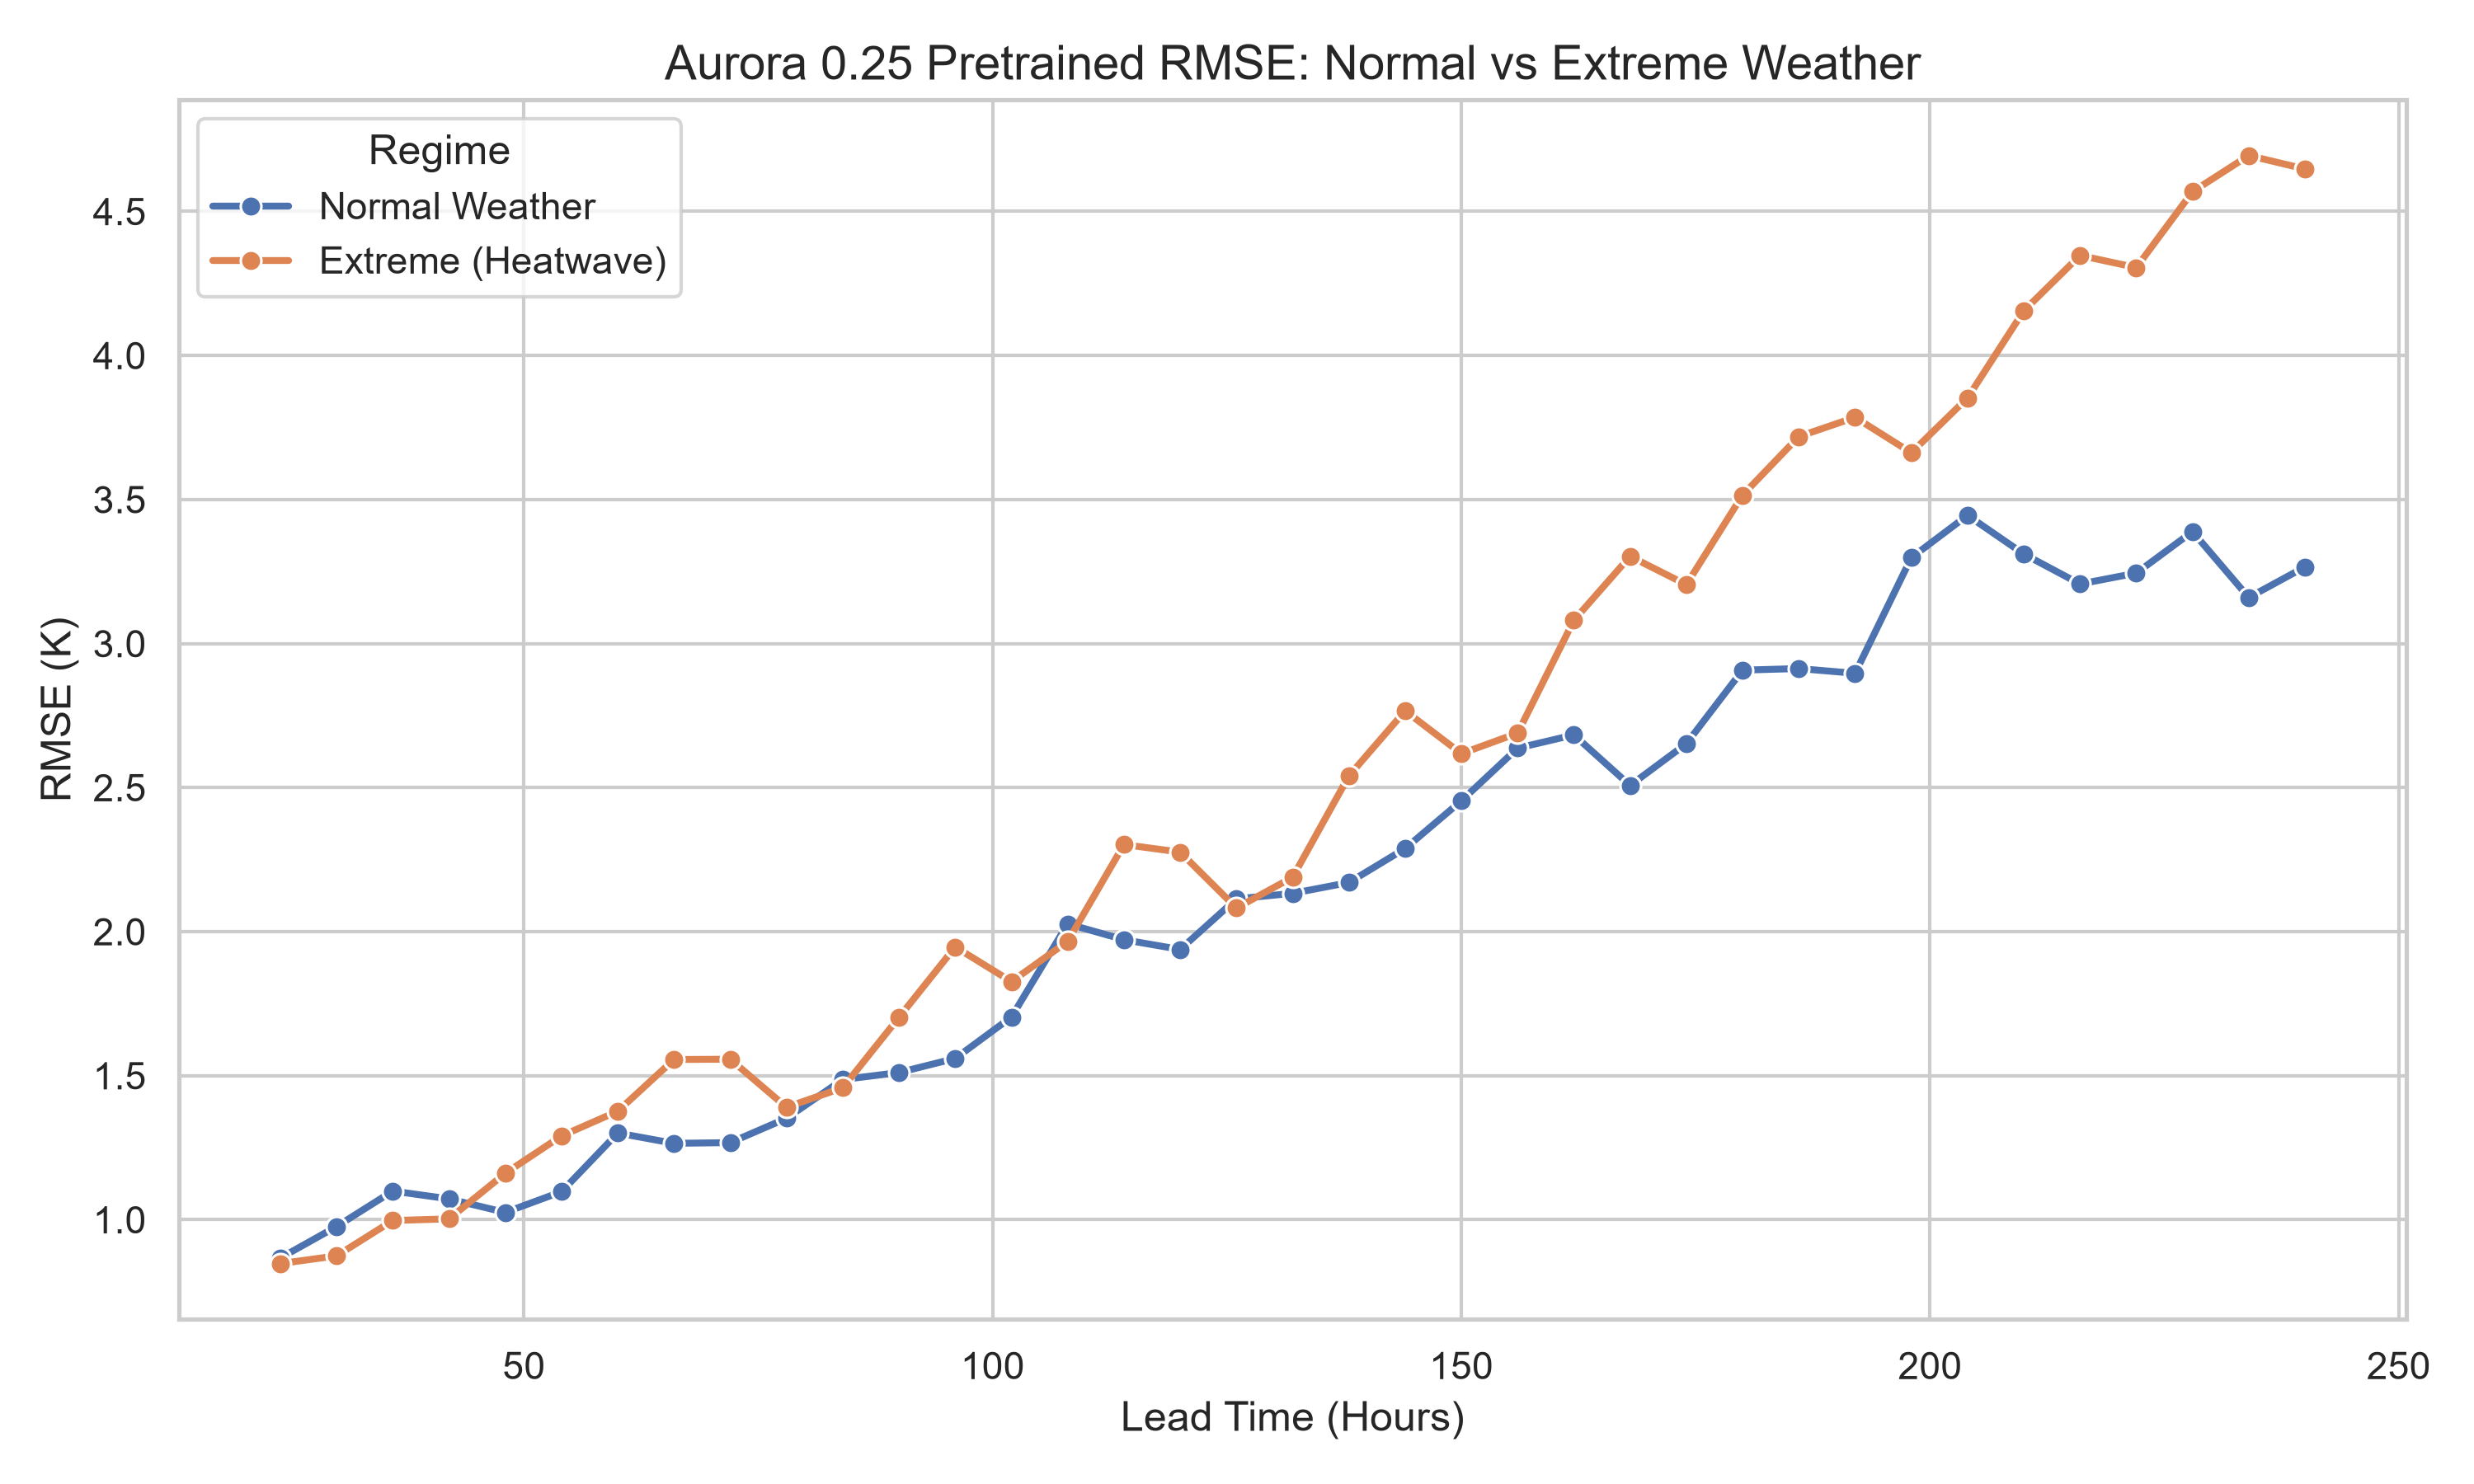 Aurora 0.25 Pretrained RMSE: Normal vs Extreme Weather
Regime
Normal Weather
Extreme (Heatwave)
RMSE (K)
4.5
4.0
3.5
3.0
2.5
2.0
1.5
1.0
50
100
150
200
250
Lead Time (Hours)